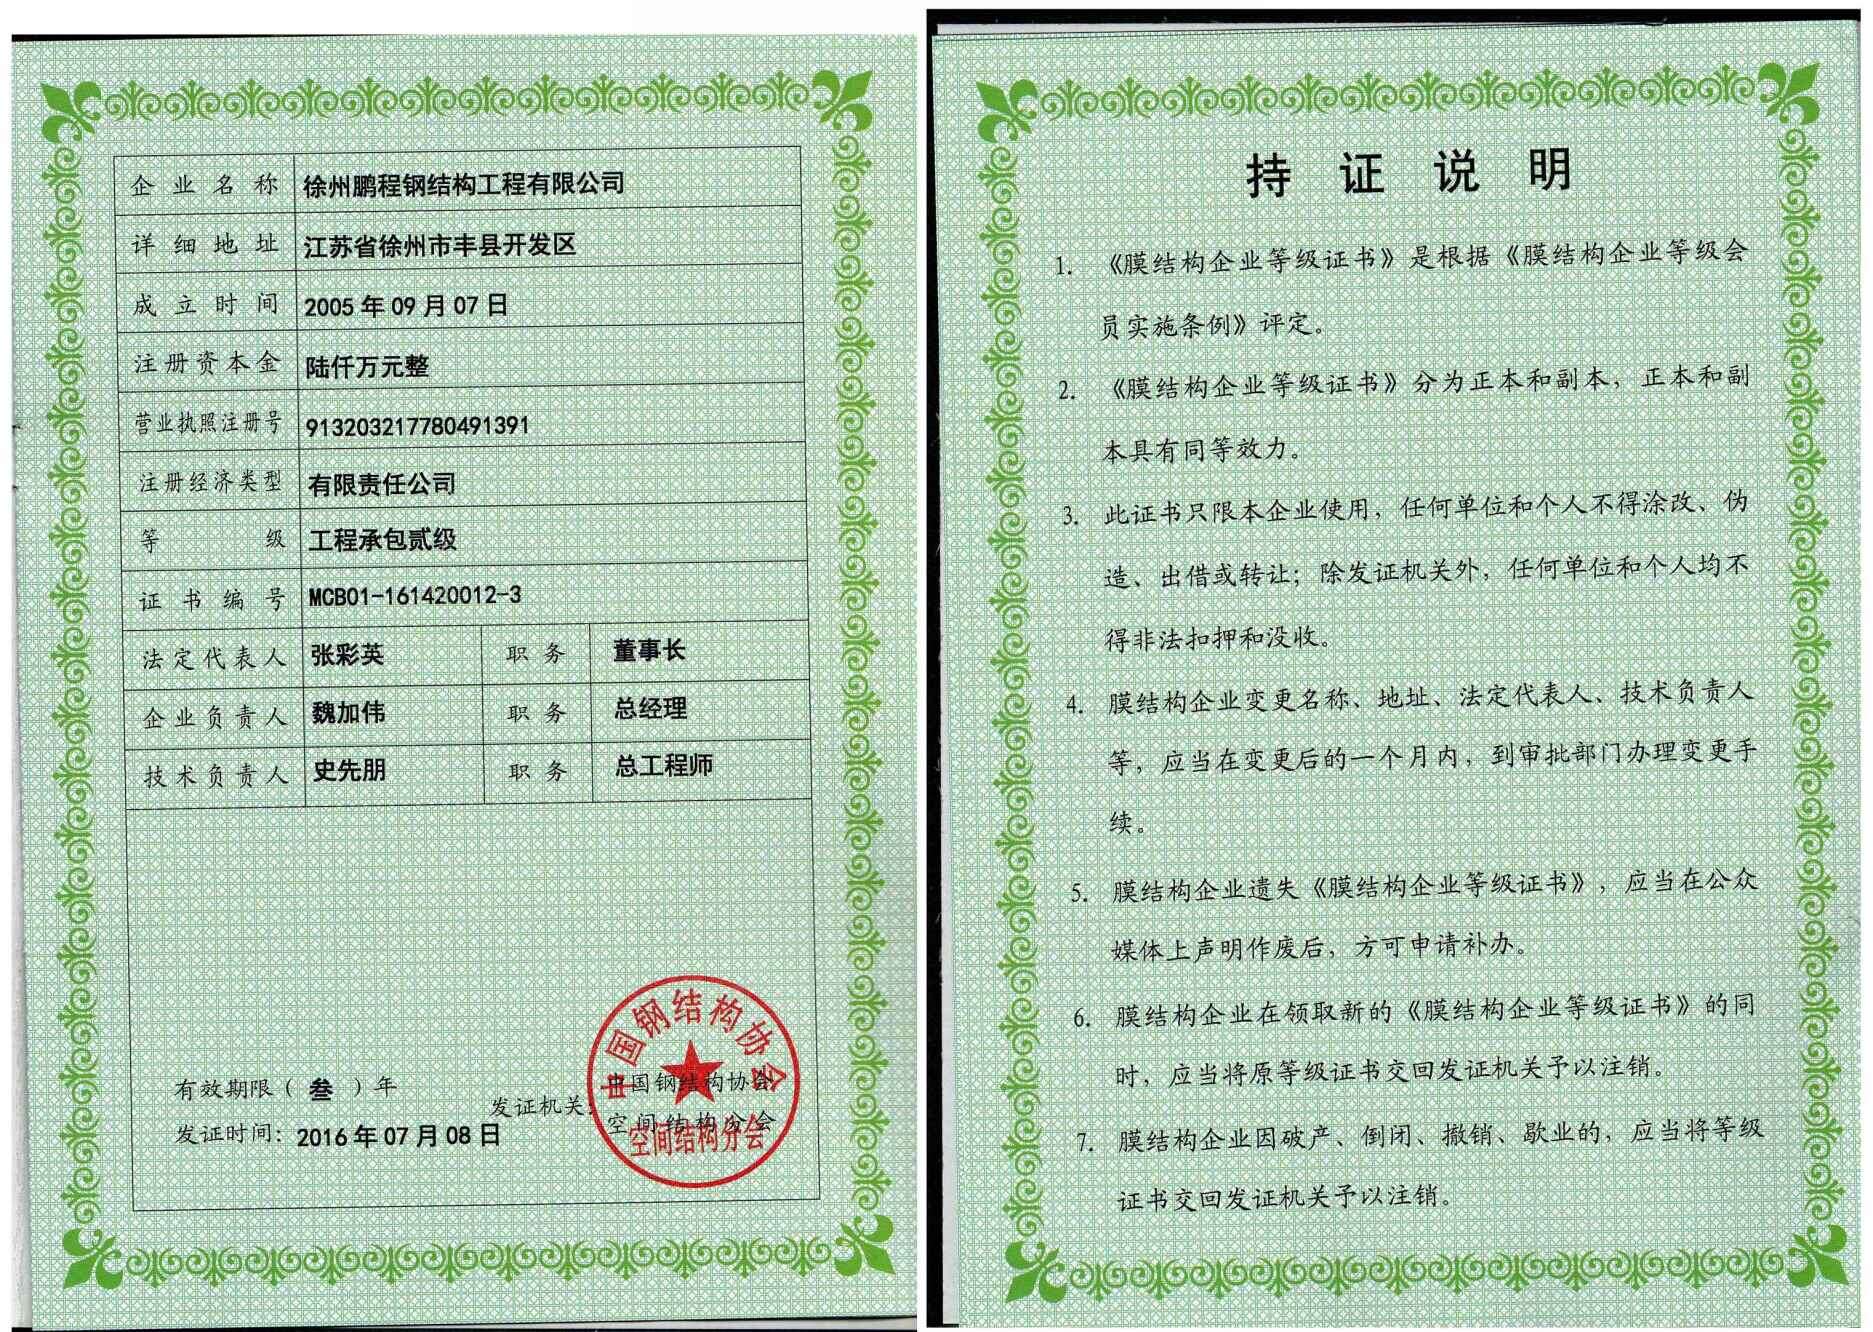 企业名称 徐州鹏程钢结构工程有限公司
详细地址 江苏省徐州市丰县开发区
成立时间 2005年09月07日
注册资本金 陆仟万元整
营业执照注册号 913203217780491391
注册经济类型 有限责任公司
等级 工程承包贰级
证书编号 MCB01-161420012-3
法定代表人 张彩英 职务 董事长
企业负责人 魏加伟 职务 总经理
技术负责人 史先朋 职务 总工程师
中国钢结构协会
空间结构分会
有效期限（叁）年
发证机关：中国钢结构协会
空间结构分会
发证时间：2016年07月08日
持证说明
1. 《膜结构企业等级证书》是根据《膜结构企业等级会
员实施条例》评定。
2. 《膜结构企业等级证书》分为正本和副本，正本和副
本具有同等效力。
3. 此证书只限本企业使用，任何单位和个人不得涂改、伪
造、出借或转让；除发证机关外，任何单位和个人均不
得非法扣押和没收。
4. 膜结构企业变更名称、地址、法定代表人、技术负责人
等，应当在变更后的一个月内，到审批部门办理变更手
续。
5. 膜结构企业遗失《膜结构企业等级证书》，应当在公众
媒体上声明作废后，方可申请补办。
6. 膜结构企业在领取新的《膜结构企业等级证书》的同
时，应当将原等级证书交回发证机关予以注销。
7. 膜结构企业因破产、倒闭、撤销、歇业的，应当将等级
证书交回发证机关予以注销。